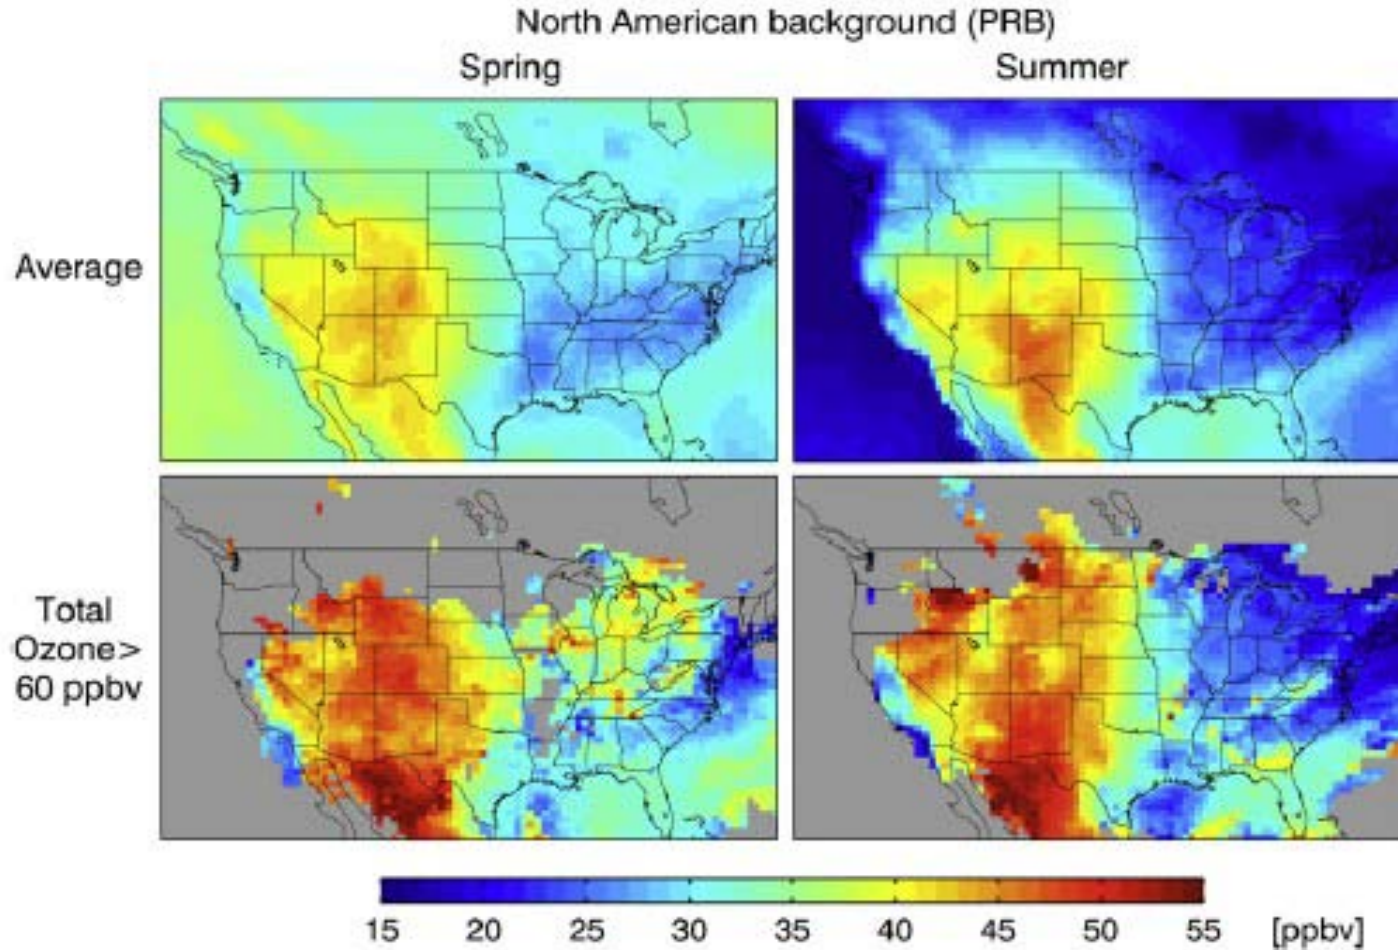 North American background (PRB)
Spring
Summer
Average
Total
Ozone>
60 ppbv
15 20 25 30 35 40 45 50 55 [ppbv]